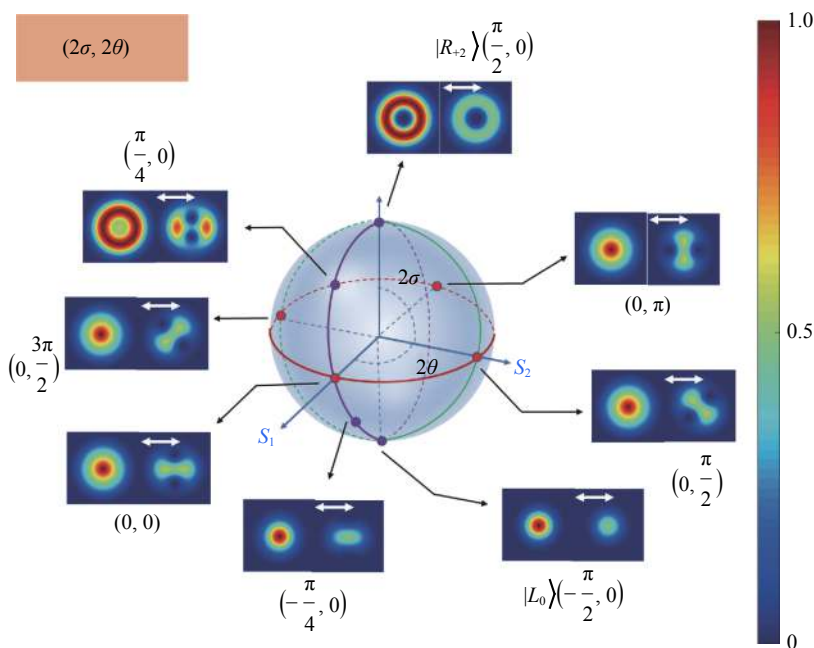 (2σ, 2θ)
|R₊₂⟩(π/2, 0)
1.0
(π/4, 0)
2σ
(0, π)
0.5
(0, 3π/2)
2θ
S₂
S₁
(0, π/2)
(0, 0)
(−π/4, 0)
|L₀⟩(−π/2, 0)
0